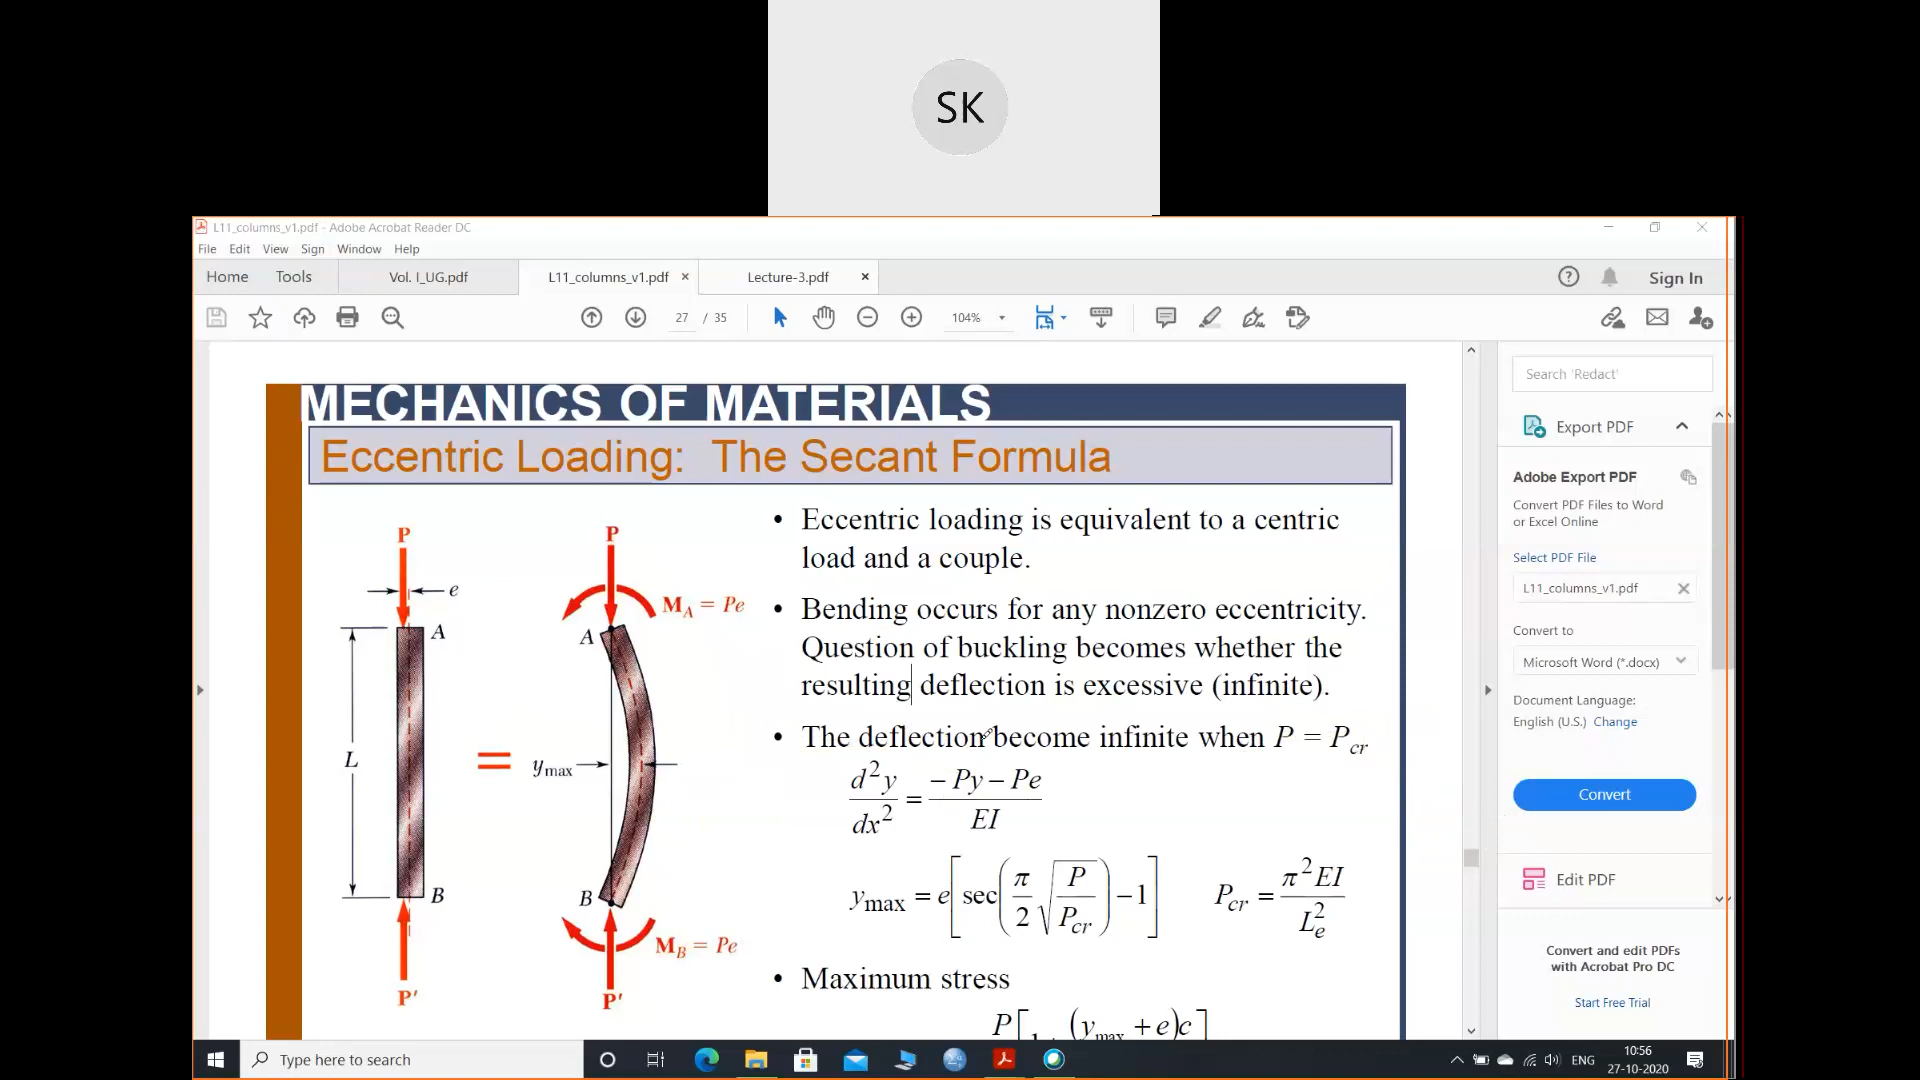 SK
L11_columns_v1.pdf - Adobe Acrobat Reader DC
File Edit View Sign Window Help
Home Tools Vol. I_UG.pdf L11_columns_v1.pdf × Lecture-3.pdf × Sign In
27 / 35 104%
Search 'Redact'
Export PDF
Adobe Export PDF
Convert PDF Files to Word
or Excel Online
Select PDF File
L11_columns_v1.pdf
Convert to
Microsoft Word (*.docx)
Document Language:
English (U.S.) Change
Convert
Edit PDF
Convert and edit PDFs
with Acrobat Pro DC
Start Free Trial
MECHANICS OF MATERIALS
Eccentric Loading: The Secant Formula
P
e
A
L
B
P'
=
P
M_A = Pe
A
y_max
B
M_B = Pe
P'
• Eccentric loading is equivalent to a centric
load and a couple.
• Bending occurs for any nonzero eccentricity.
Question of buckling becomes whether the
resulting deflection is excessive (infinite).
• The deflection become infinite when P = P_cr
d²y/dx² = (− Py − Pe)/EI
y_max = e[sec(π/2 √(P/P_cr)) − 1] P_cr = π²EI/L_e²
• Maximum stress
P[1+ (y_max + e)c]
Type here to search
ENG
10:56
27-10-2020